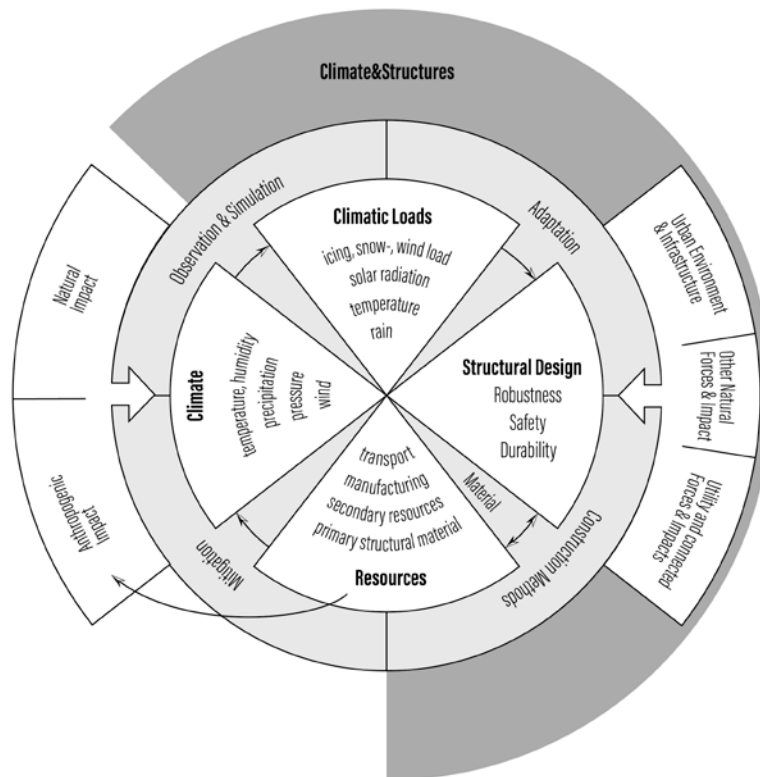 Climate&Structures
Observation & Simulation
Adaptation
Climatic Loads
icing, snow-, wind load
solar radiation
temperature
rain
Natural
Impact
Urban Environment
& Infrastructure
Climate
temperature, humidity
precipitation
pressure
wind
Structural Design
Robustness
Safety
Durability
Other Natural
Forces & Impact
transport
manufacturing
secondary resources
primary structural material
Resources
Material
Anthropogenic
Impact
Mitigation
Construction Methods
Utility and connected
Forces & Impacts